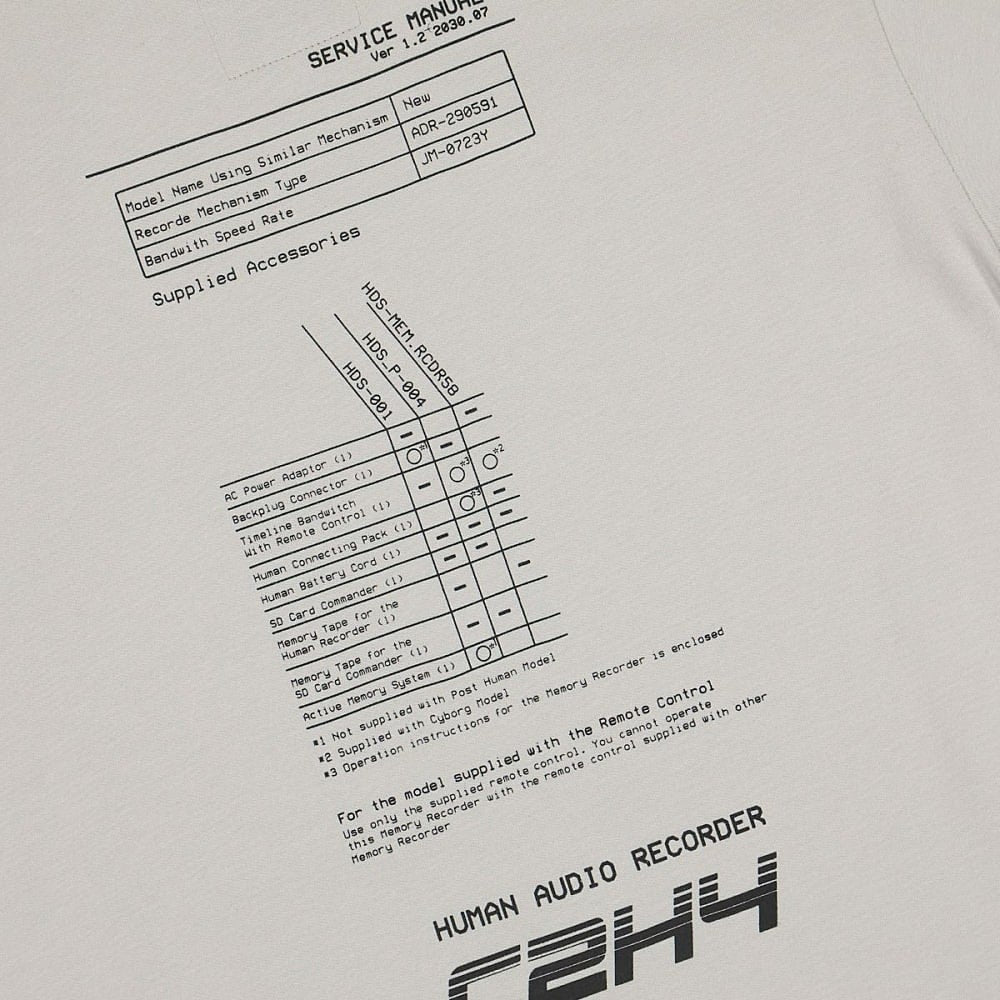 SERVICE MANUAL
Ver 1.2 2030.07
Model Name Using Similar Mechanism New
Recorde Mechanism Type ADR-290591
Bandwith Speed Rate JM-0723Y
Supplied Accessories
HDS-001
HDS_P-004
HDS-MEM.RCDR58
AC Power Adaptor (1) - -
Backplug Connector (1) ○*1 -
Timeline Bandwitch
With Remote Control (1) - ○*3 ○*2
Human Connecting Pack (1) ○*3 -
Human Battery Cord (1) - - -
SD Card Commander (1) - -
Memory Tape for the
Human Recorder (1) - -
Memory Tape for the
SD Card Commander (1) - -
Active Memory System (1) ○*1
*1 Not supplied with Post Human Model
*2 Supplied with Cyborg Model
*3 Operation instructions for the Memory Recorder is enclosed
For the model supplied with the Remote Control
Use only the supplied remote control. You cannot operate
this Memory Recorder with the remote control supplied with other
Memory Recorder
HUMAN AUDIO RECORDER
C2H4